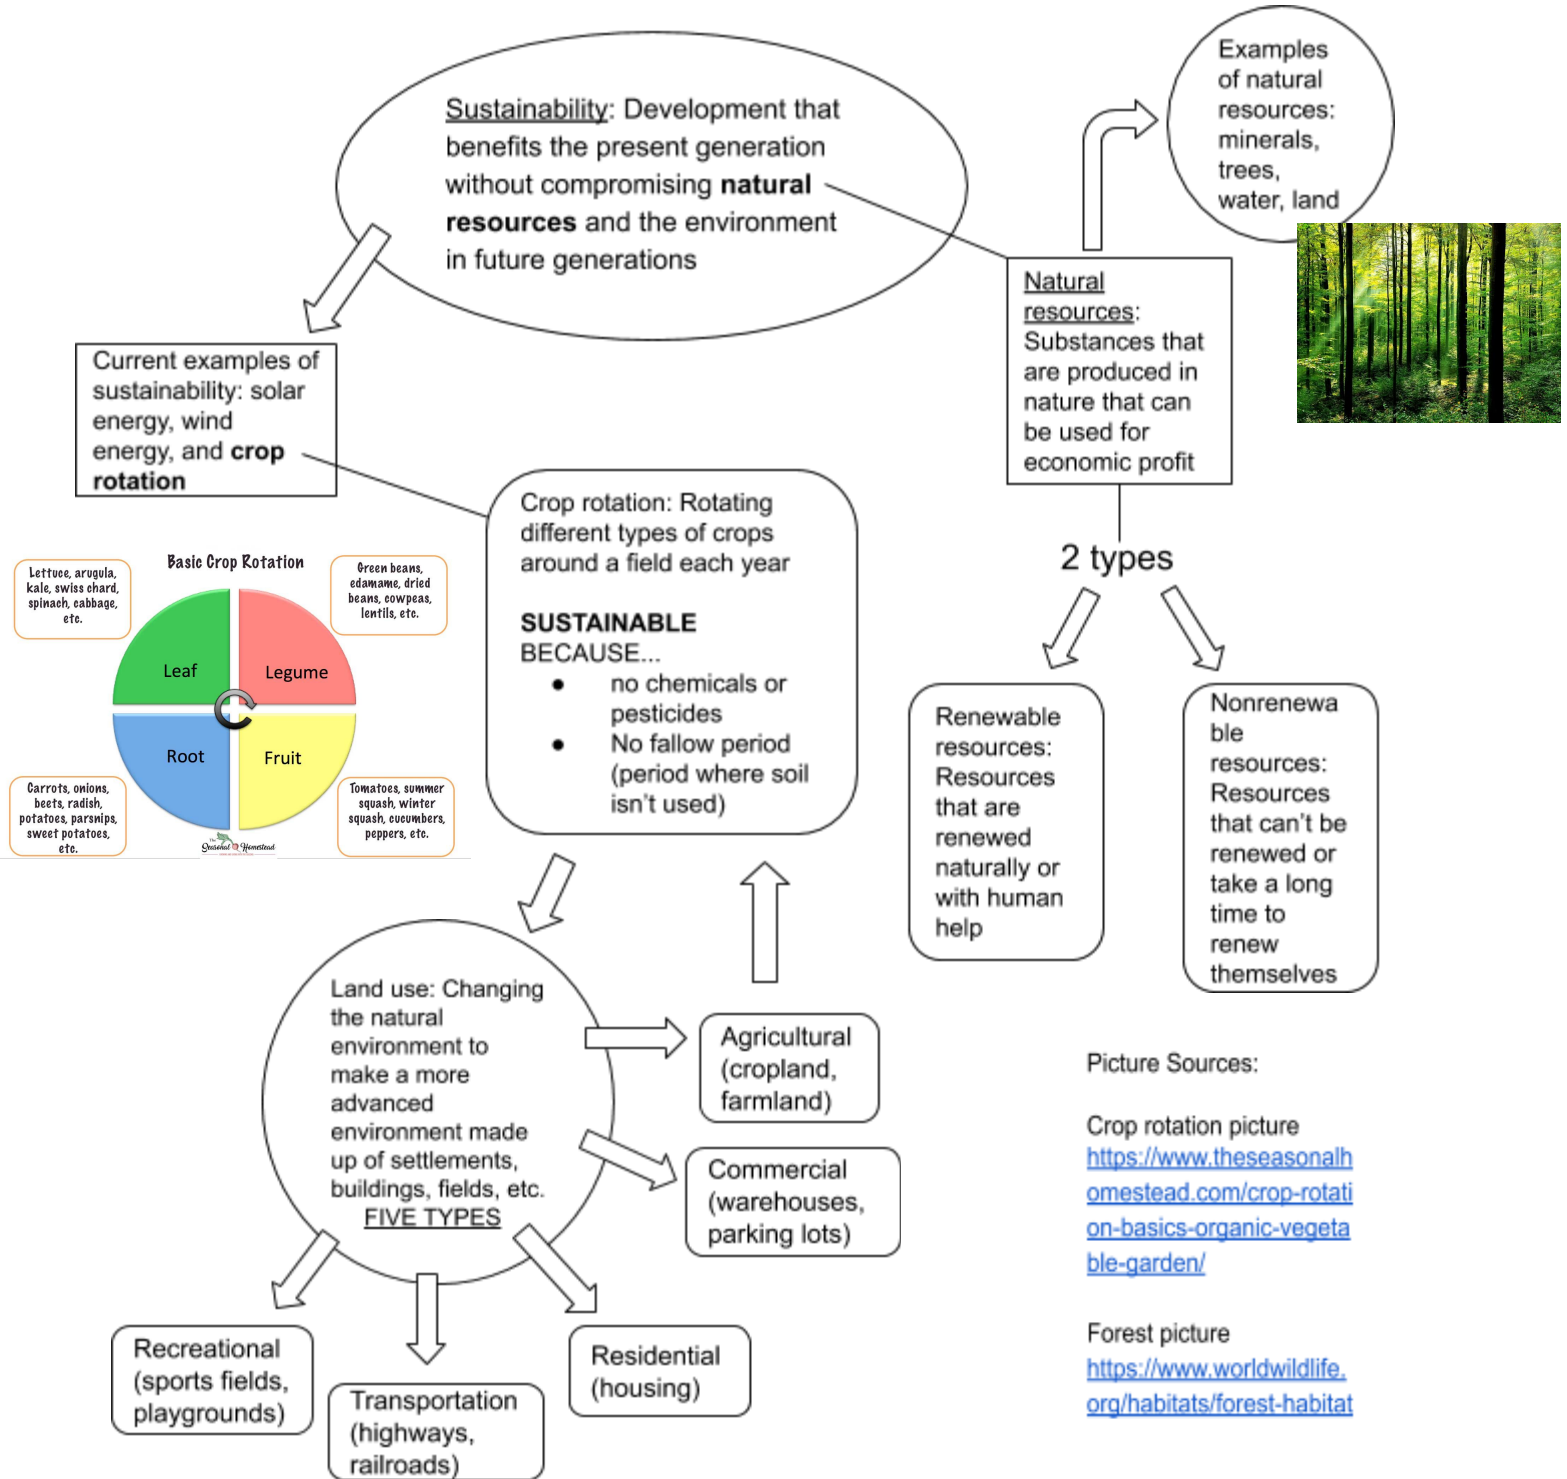 Sustainability: Development that
benefits the present generation
without compromising natural
resources and the environment
in future generations
Examples
of natural
resources:
minerals,
trees,
water, land
Natural
resources:
Substances that
are produced in
nature that can
be used for
economic profit
Current examples of
sustainability: solar
energy, wind
energy, and crop
rotation
Crop rotation: Rotating
different types of crops
around a field each year
SUSTAINABLE
BECAUSE...
● no chemicals or
pesticides
● No fallow period
(period where soil
isn't used)
2 types
Renewable
resources:
Resources
that are
renewed
naturally or
with human
help
Nonrenewa
ble
resources:
Resources
that can't be
renewed or
take a long
time to
renew
themselves
Basic Crop Rotation
Lettuce, arugula,
kale, swiss chard,
spinach, cabbage,
etc.
Green beans,
edamame, dried
beans, cowpeas,
lentils, etc.
Leaf
Legume
Root
Fruit
Carrots, onions,
beets, radish,
potatoes, parsnips,
sweet potatoes,
etc.
Tomatoes, summer
squash, winter
squash, cucumbers,
peppers, etc.
The
Seasonal Homestead
Land use: Changing
the natural
environment to
make a more
advanced
environment made
up of settlements,
buildings, fields, etc.
FIVE TYPES
Agricultural
(cropland,
farmland)
Commercial
(warehouses,
parking lots)
Residential
(housing)
Transportation
(highways,
railroads)
Recreational
(sports fields,
playgrounds)
Picture Sources:
Crop rotation picture
https://www.theseasonalh
omestead.com/crop-rotati
on-basics-organic-vegeta
ble-garden/
Forest picture
https://www.worldwildlife.
org/habitats/forest-habitat